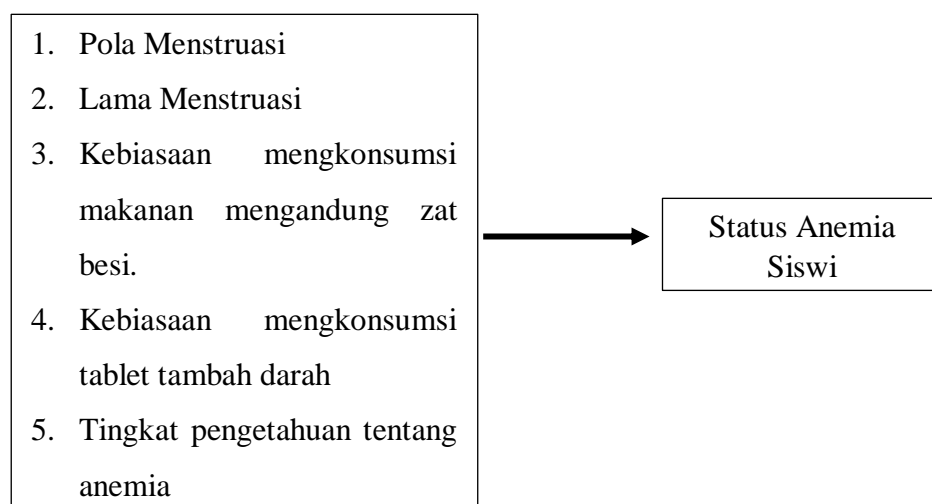 1. Pola Menstruasi
2. Lama Menstruasi
3. Kebiasaan mengkonsumsi
makanan mengandung zat
besi.
4. Kebiasaan mengkonsumsi
tablet tambah darah
5. Tingkat pengetahuan tentang
anemia
Status Anemia
Siswi